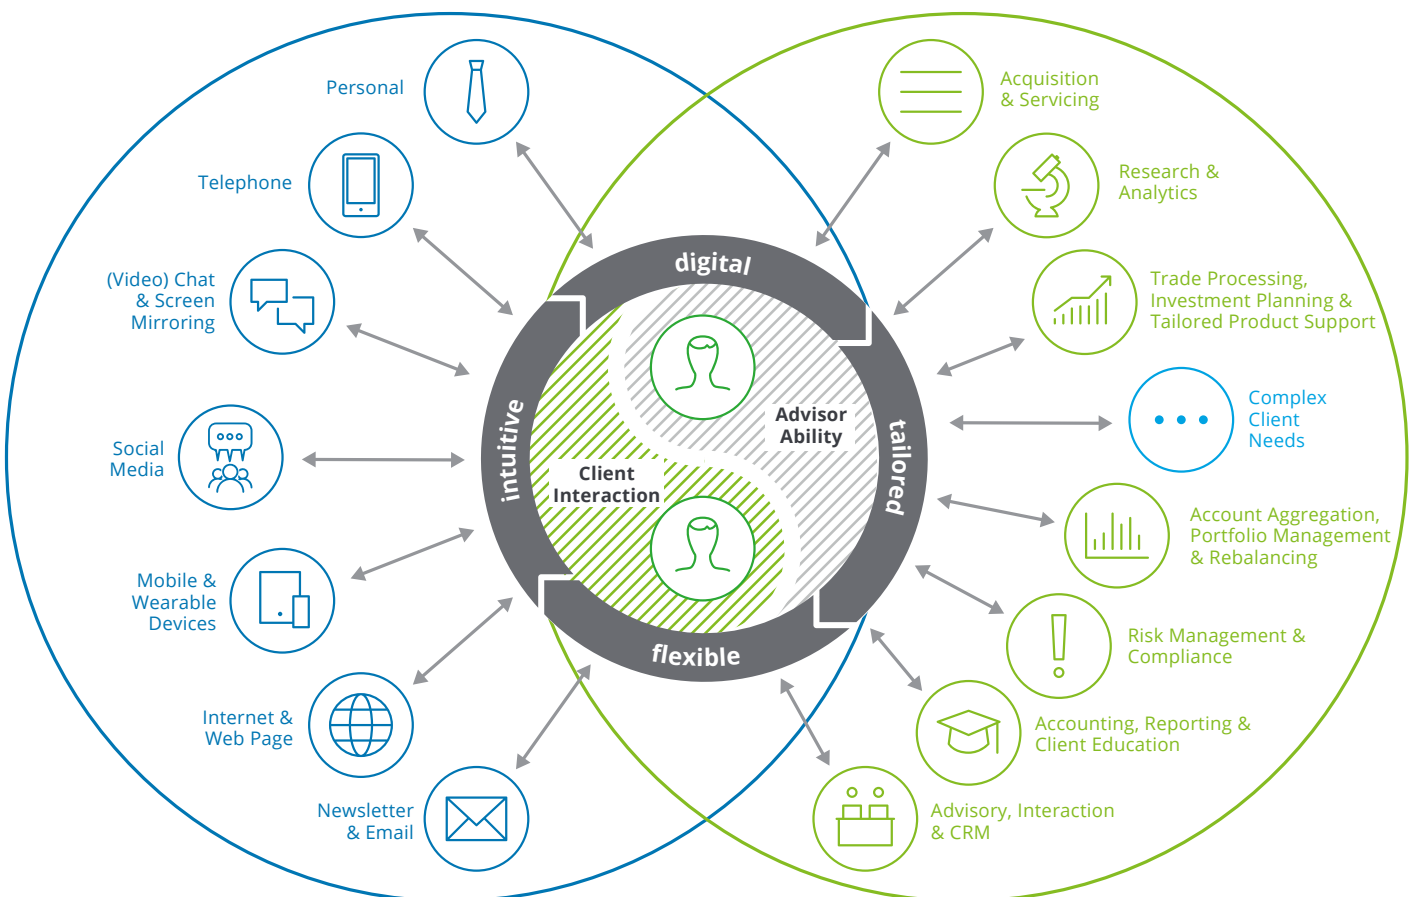 Personal
Telephone
(Video) Chat
& Screen
Mirroring
Social
Media
Mobile &
Wearable
Devices
Internet &
Web Page
Newsletter
& Email
digital
intuitive
tailored
flexible
Advisor
Ability
Client
Interaction
Acquisition
& Servicing
Research &
Analytics
Trade Processing,
Investment Planning &
Tailored Product Support
Complex
Client
Needs
Account Aggregation,
Portfolio Management
& Rebalancing
Risk Management &
Compliance
Accounting, Reporting &
Client Education
Advisory, Interaction
& CRM